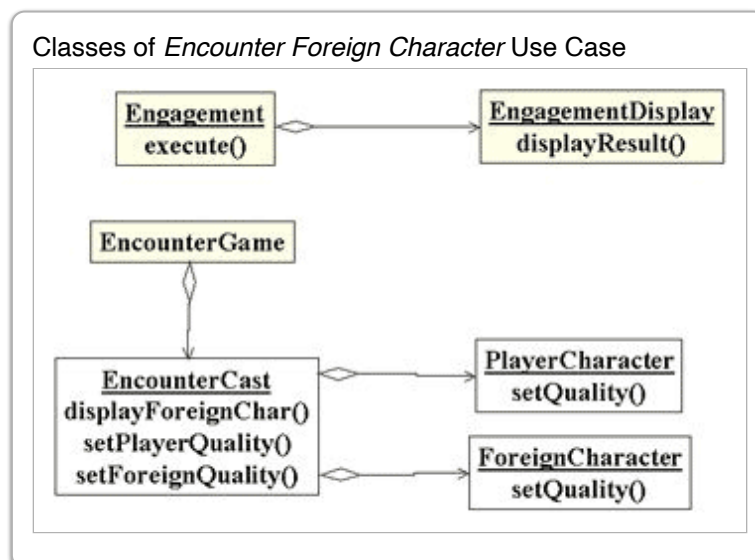 Classes of Encounter Foreign Character Use Case
Engagement
execute()
EngagementDisplay
displayResult()
EncounterGame
EncounterCast
displayForeignChar()
setPlayerQuality()
setForeignQuality()
PlayerCharacter
setQuality()
ForeignCharacter
setQuality()